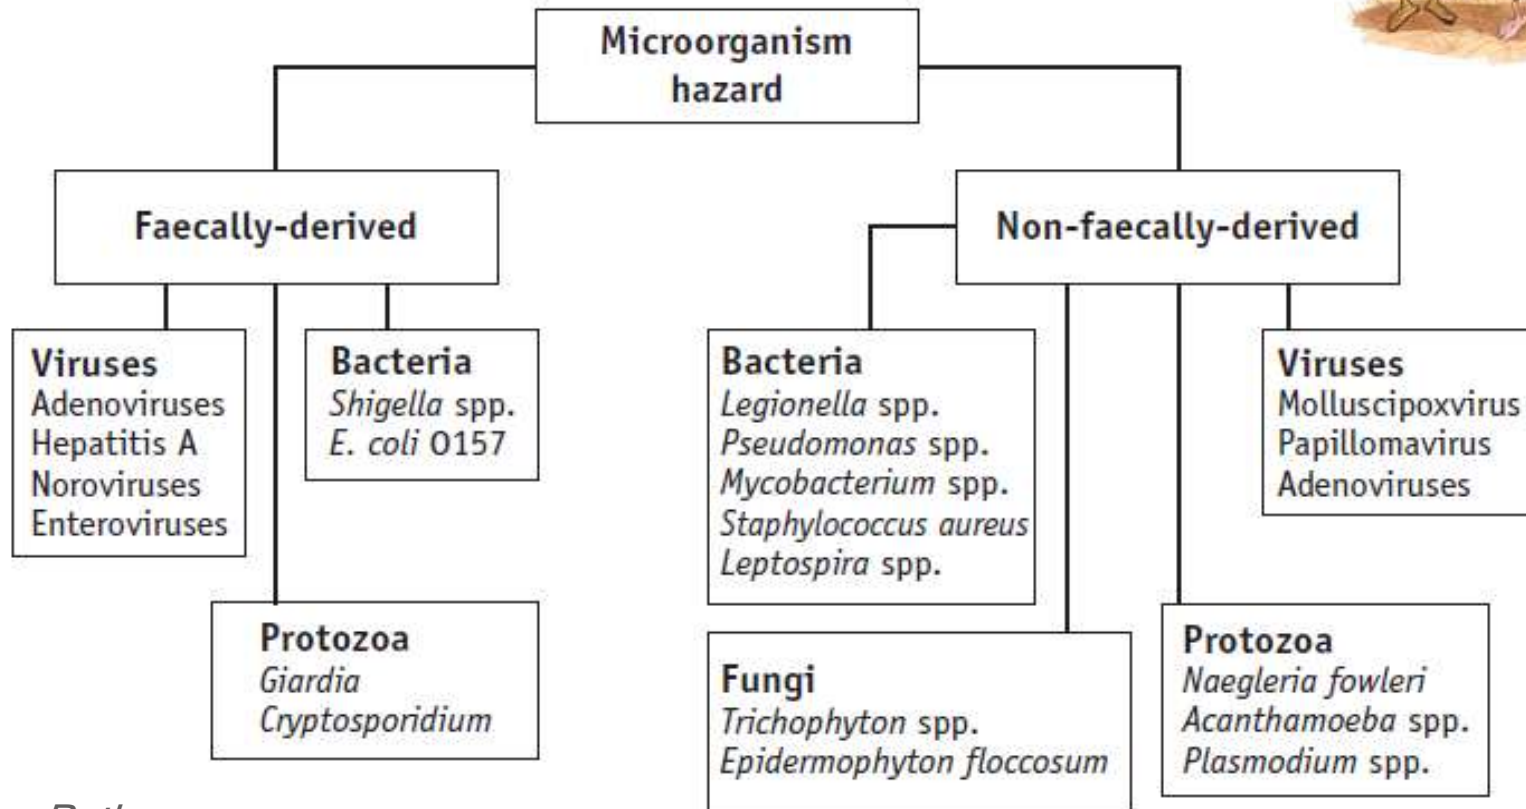 Microorganism
hazard
Faecally-derived
Non-faecally-derived
Viruses
Adenoviruses
Hepatitis A
Noroviruses
Enteroviruses
Bacteria
Shigella spp.
E. coli O157
Protozoa
Giardia
Cryptosporidium
Bacteria
Legionella spp.
Pseudomonas spp.
Mycobacterium spp.
Staphylococcus aureus
Leptospira spp.
Fungi
Trichophyton spp.
Epidermophyton floccosum
Viruses
Molluscipoxvirus
Papillomavirus
Adenoviruses
Protozoa
Naegleria fowleri
Acanthamoeba spp.
Plasmodium spp.